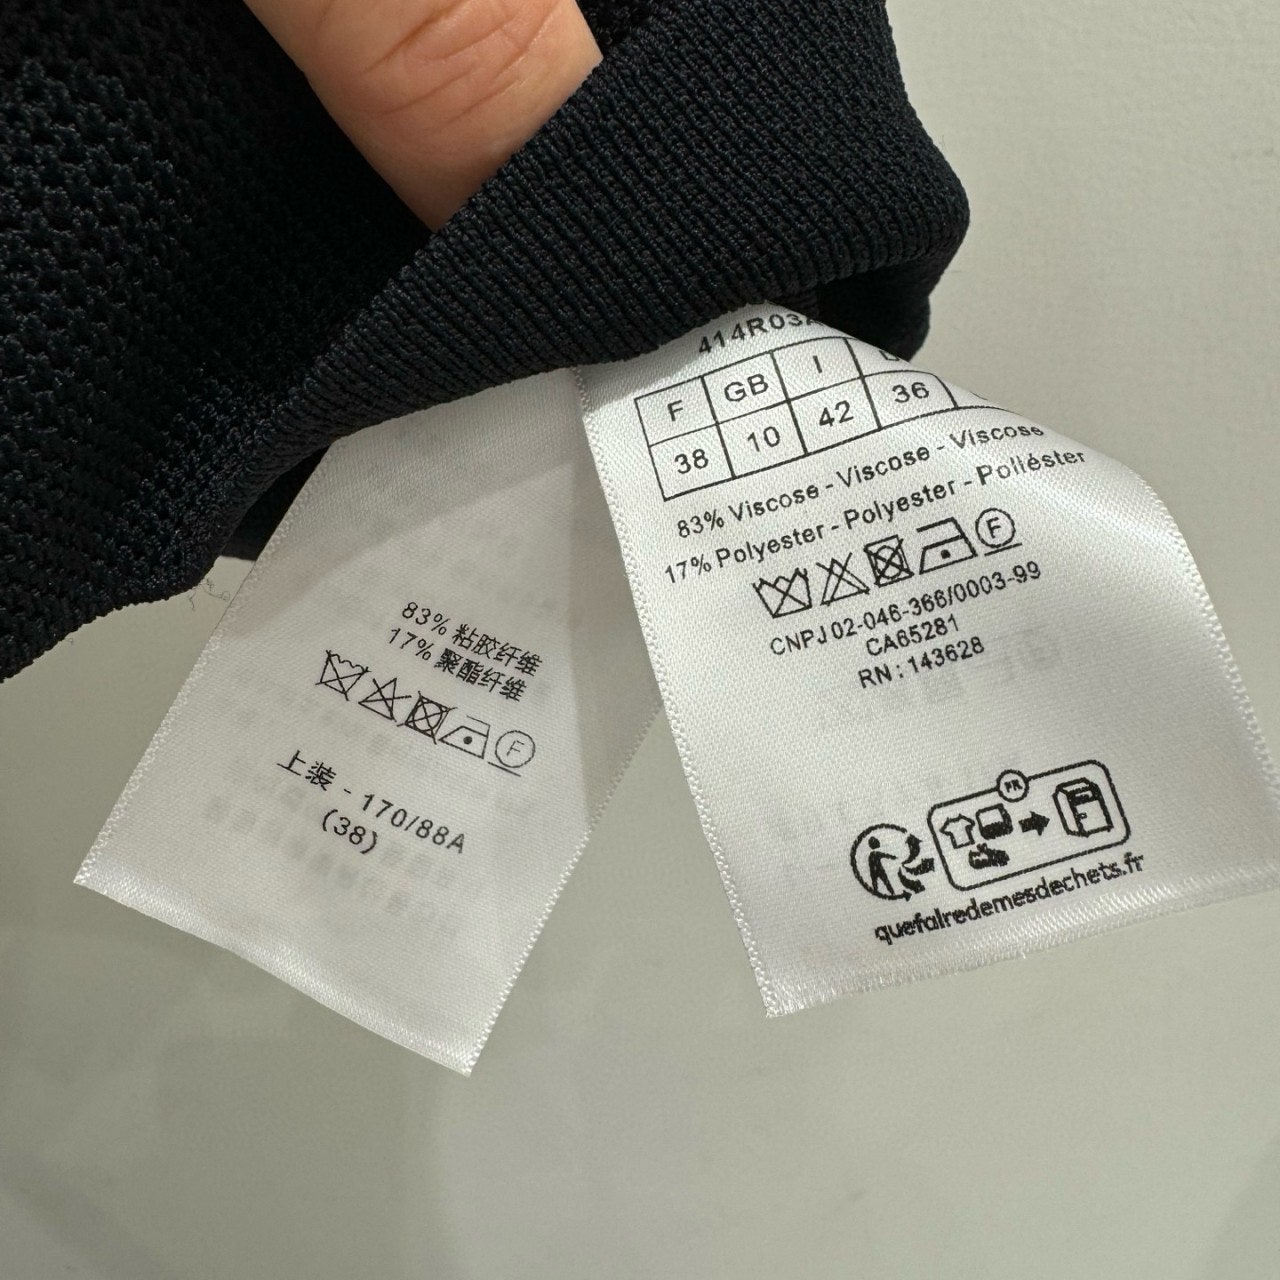 83% 粘胶纤维
17% 聚酯纤维
F
上装 - 170/88A
(38)
414R03
F GB I
38 10 42 36
83% Viscose - Viscose - Viscose
17% Polyester - Polyester - Poliéster
F
CNPJ 02-046-366/0003-99
CA65281
RN : 143628
FR
quefairedemesdechets.fr